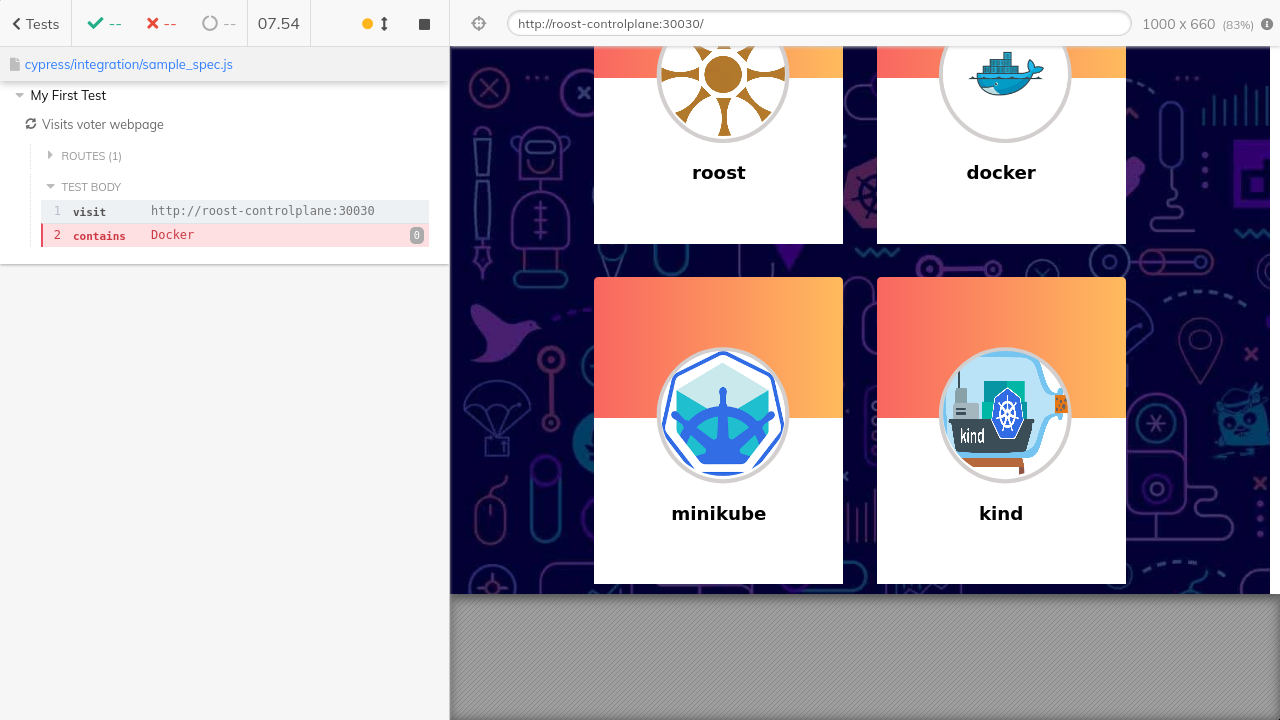 Tests
--
--
--
07.54
http://roost-controlplane:30030/
1000 x 660 (83%)
cypress/integration/sample_spec.js
My First Test
Visits voter webpage
ROUTES (1)
TEST BODY
1 visit http://roost-controlplane:30030
2 contains Docker 0
roost
docker
kind
minikube
kind